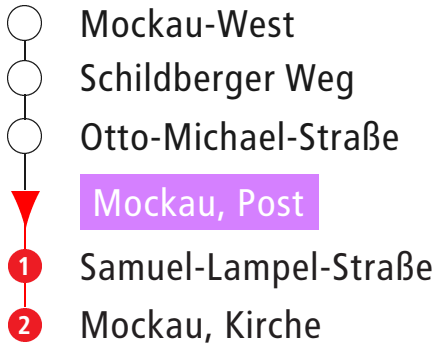 Mockau-West
Schildberger Weg
Otto-Michael-Straße
Mockau, Post
1 Samuel-Lampel-Straße
2 Mockau, Kirche